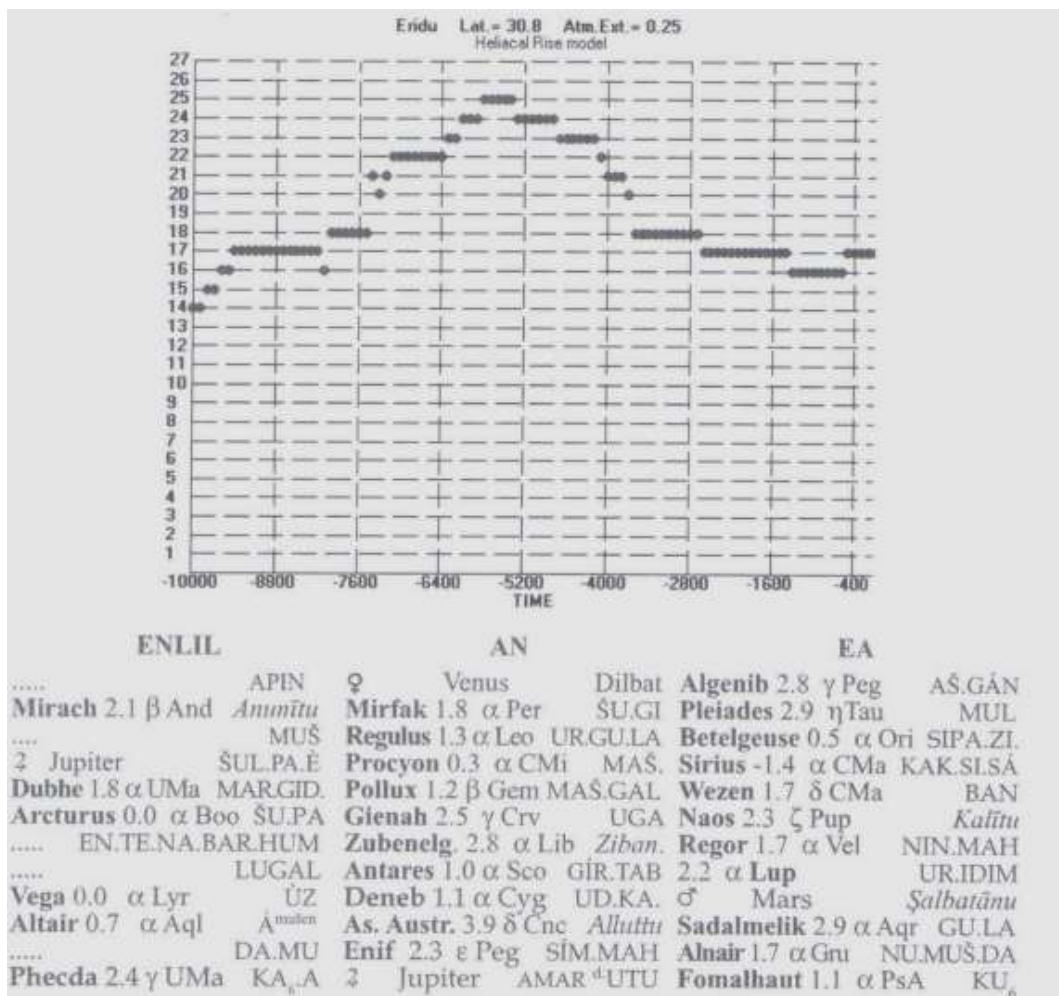 Eridu Lat.= 30.8 Atm.Ext.= 0.25
Heliacal Rise model
27
26
25
24
23
22
21
20
19
18
17
16
15
14
13
12
11
10
9
8
7
6
5
4
3
2
1
-10000 -8800 -7600 -6400 -5200 -4000 -2800 -1600 -400
TIME
ENLIL AN EA
..... APIN ♀ Venus Dilbat Algenib 2.8 γ Peg AŠ.GÁN
Mirach 2.1 β And Anunītu Mirfak 1.8 α Per ŠU.GI Pleiades 2.9 ηTau MUL
.... MUŠ Regulus 1.3 α Leo UR.GU.LA Betelgeuse 0.5 α Ori SIPA.ZI.
♃ Jupiter ŠUL.PA.È Procyon 0.3 α CMi MAŠ. Sirius -1.4 α CMa KAK.SI.SÁ
Dubhe 1.8 α UMa MAR.GID. Pollux 1.2 β Gem MAŠ.GAL Wezen 1.7 δ CMa BAN
Arcturus 0.0 α Boo ŠU.PA Gienah 2.5 γ Crv UGA Naos 2.3 ζ Pup Kalītu
..... EN.TE.NA.BAR.HUM Zubenelg. 2.8 α Lib Ziban. Regor 1.7 α Vel NIN.MAH
..... LUGAL Antares 1.0 α Sco GÍR.TAB 2.2 α Lup UR.IDIM
Vega 0.0 α Lyr ÙZ Deneb 1.1 α Cyg UD.KA. ♂ Mars Şalbatānu
Altair 0.7 α Aql Á mušen As. Austr. 3.9 δ Cnc Alluttu Sadalmelik 2.9 α Aqr GU.LA
..... DA.MU Enif 2.3 ε Peg SÍM.MAH Alnair 1.7 α Gru NU.MUŠ.DA
Phecda 2.4 γ UMa KA₆.A ♃ Jupiter AMAR ᵈUTU Fomalhaut 1.1 α PsA KU₆